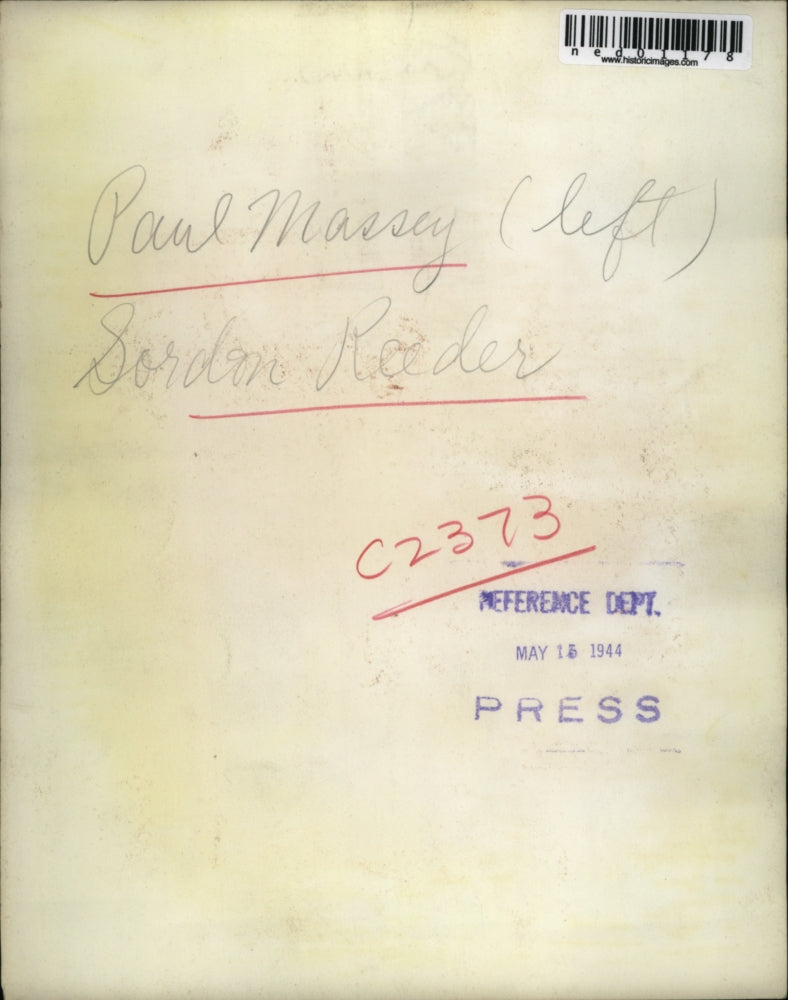 ned01178
www.historicimages.com
Paul Massey (left)
Gordon Reeder
C2373
REFERENCE DEPT.
MAY 15 1944
PRESS